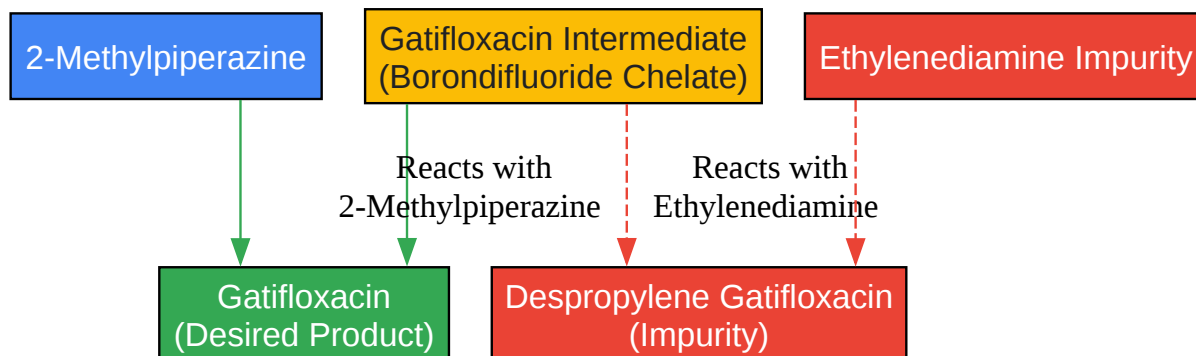 2-Methylpiperazine
Gatifloxacin Intermediate
(Borondifluoride Chelate)
Ethylenediamine Impurity
Reacts with
2-Methylpiperazine
Reacts with
Ethylenediamine
Gatifloxacin
(Desired Product)
Despropylene Gatifloxacin
(Impurity)